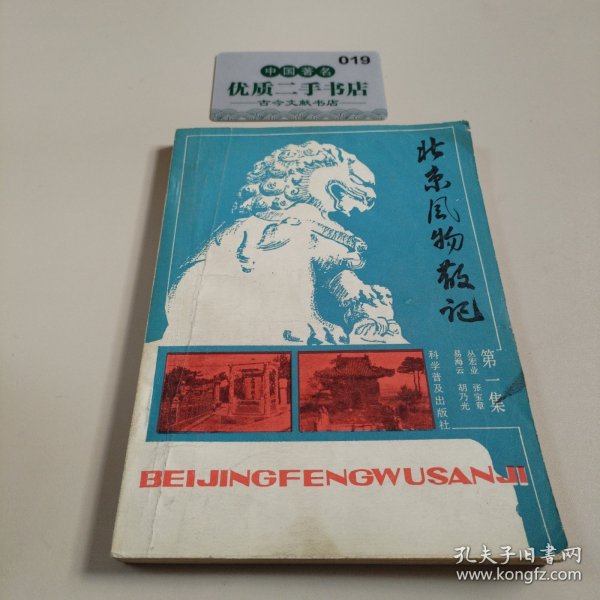 019
中国著名
优质二手书店
古今文献书店
北京风物散记
第一集
丛宏业 张宝章
易海云 胡乃光
科学普及出版社
BEIJINGFENGWUSANJI
孔夫子旧书网
www.kongfz.com